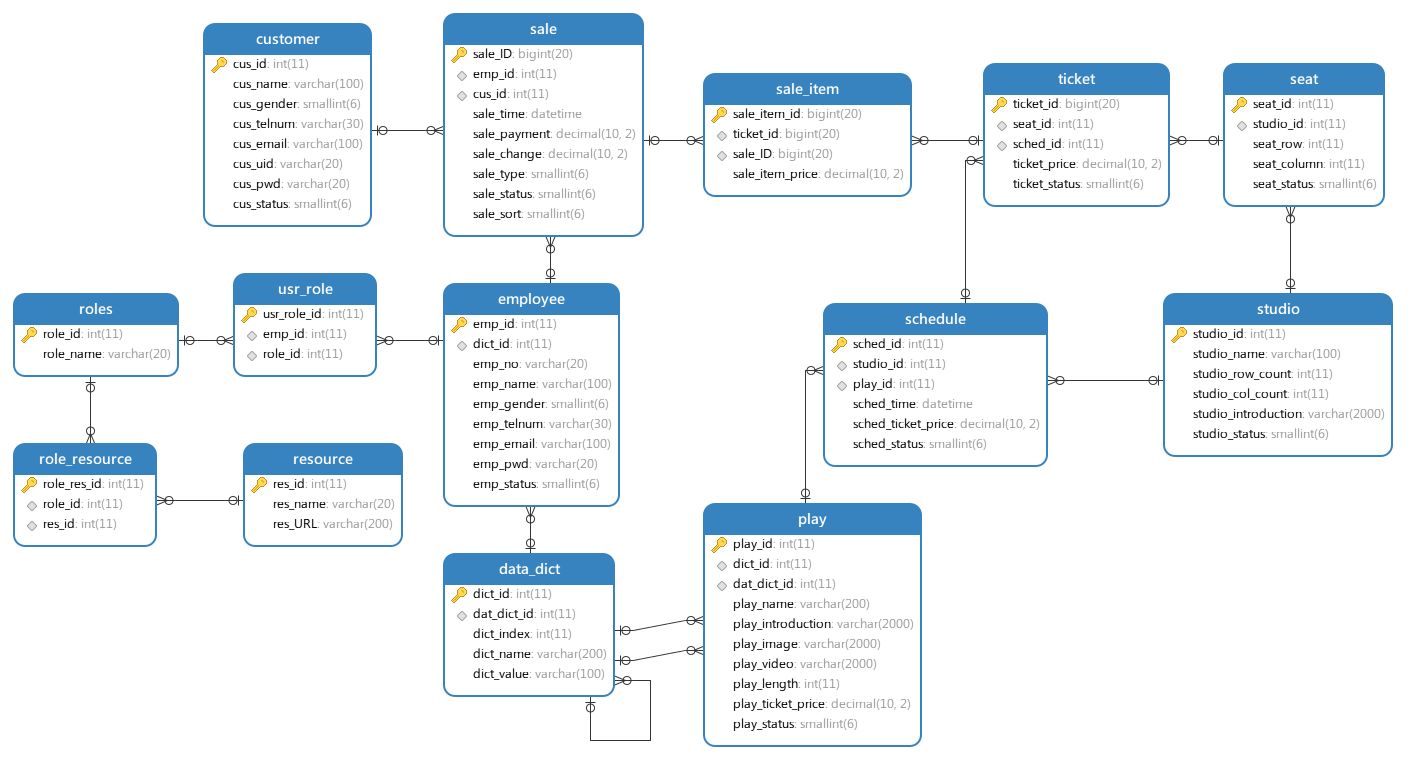 customer
cus_id: int(11)
cus_name: varchar(100)
cus_gender: smallint(6)
cus_telnum: varchar(30)
cus_email: varchar(100)
cus_uid: varchar(20)
cus_pwd: varchar(20)
cus_status: smallint(6)
sale
sale_ID: bigint(20)
emp_id: int(11)
cus_id: int(11)
sale_time: datetime
sale_payment: decimal(10, 2)
sale_change: decimal(10, 2)
sale_type: smallint(6)
sale_status: smallint(6)
sale_sort: smallint(6)
sale_item
sale_item_id: bigint(20)
ticket_id: bigint(20)
sale_ID: bigint(20)
sale_item_price: decimal(10, 2)
ticket
ticket_id: bigint(20)
seat_id: int(11)
sched_id: int(11)
ticket_price: decimal(10, 2)
ticket_status: smallint(6)
seat
seat_id: int(11)
studio_id: int(11)
seat_row: int(11)
seat_column: int(11)
seat_status: smallint(6)
roles
role_id: int(11)
role_name: varchar(20)
usr_role
usr_role_id: int(11)
emp_id: int(11)
role_id: int(11)
employee
emp_id: int(11)
dict_id: int(11)
emp_no: varchar(20)
emp_name: varchar(100)
emp_gender: smallint(6)
emp_telnum: varchar(30)
emp_email: varchar(100)
emp_pwd: varchar(20)
emp_status: smallint(6)
schedule
sched_id: int(11)
studio_id: int(11)
play_id: int(11)
sched_time: datetime
sched_ticket_price: decimal(10, 2)
sched_status: smallint(6)
studio
studio_id: int(11)
studio_name: varchar(100)
studio_row_count: int(11)
studio_col_count: int(11)
studio_introduction: varchar(2000)
studio_status: smallint(6)
role_resource
role_res_id: int(11)
role_id: int(11)
res_id: int(11)
resource
res_id: int(11)
res_name: varchar(20)
res_URL: varchar(200)
data_dict
dict_id: int(11)
dat_dict_id: int(11)
dict_index: int(11)
dict_name: varchar(200)
dict_value: varchar(100)
play
play_id: int(11)
dict_id: int(11)
dat_dict_id: int(11)
play_name: varchar(200)
play_introduction: varchar(2000)
play_image: varchar(2000)
play_video: varchar(2000)
play_length: int(11)
play_ticket_price: decimal(10, 2)
play_status: smallint(6)